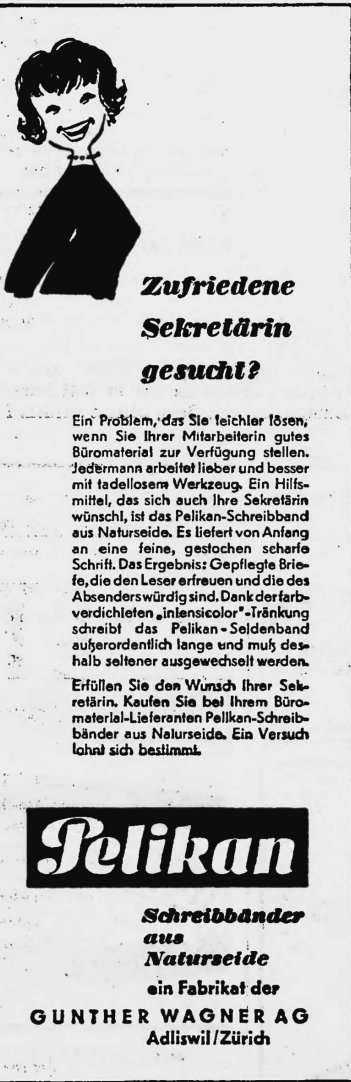 Zufriedene
Sekretärin
gesucht?
Ein Problem, das Sie leichter lösen,
wenn Sie Ihrer Mitarbeiterin gutes
Büromaterial zur Verfügung stellen.
Jedermann arbeitet lieber und besser
mit tadellosem Werkzeug. Ein Hilfs-
mittel, das sich auch Ihre Sekretärin
wünscht, ist das Pelikan-Schreibband
aus Naturseide. Es liefert von Anfang
an eine feine, gestochen scharfe
Schrift. Das Ergebnis: Gepflegte Brie-
fe, die den Leser erfreuen und die des
Absenders würdig sind. Dank der farb-
verdichteten „intensicolor"-Tränkung
schreibt das Pelikan-Seidenband
außerordentlich lange und muß des-
halb seltener ausgewechselt werden.
Erfüllen Sie den Wunsch Ihrer Sek-
retärin. Kaufen Sie bei Ihrem Büro-
material-Lieferanten Pelikan-Schreib-
bänder aus Naturseide. Ein Versuch
lohnt sich bestimmt.
Pelikan
Schreibbänder
aus
Naturseide
ein Fabrikat der
GUNTHER WAGNER AG
Adliswil/Zürich